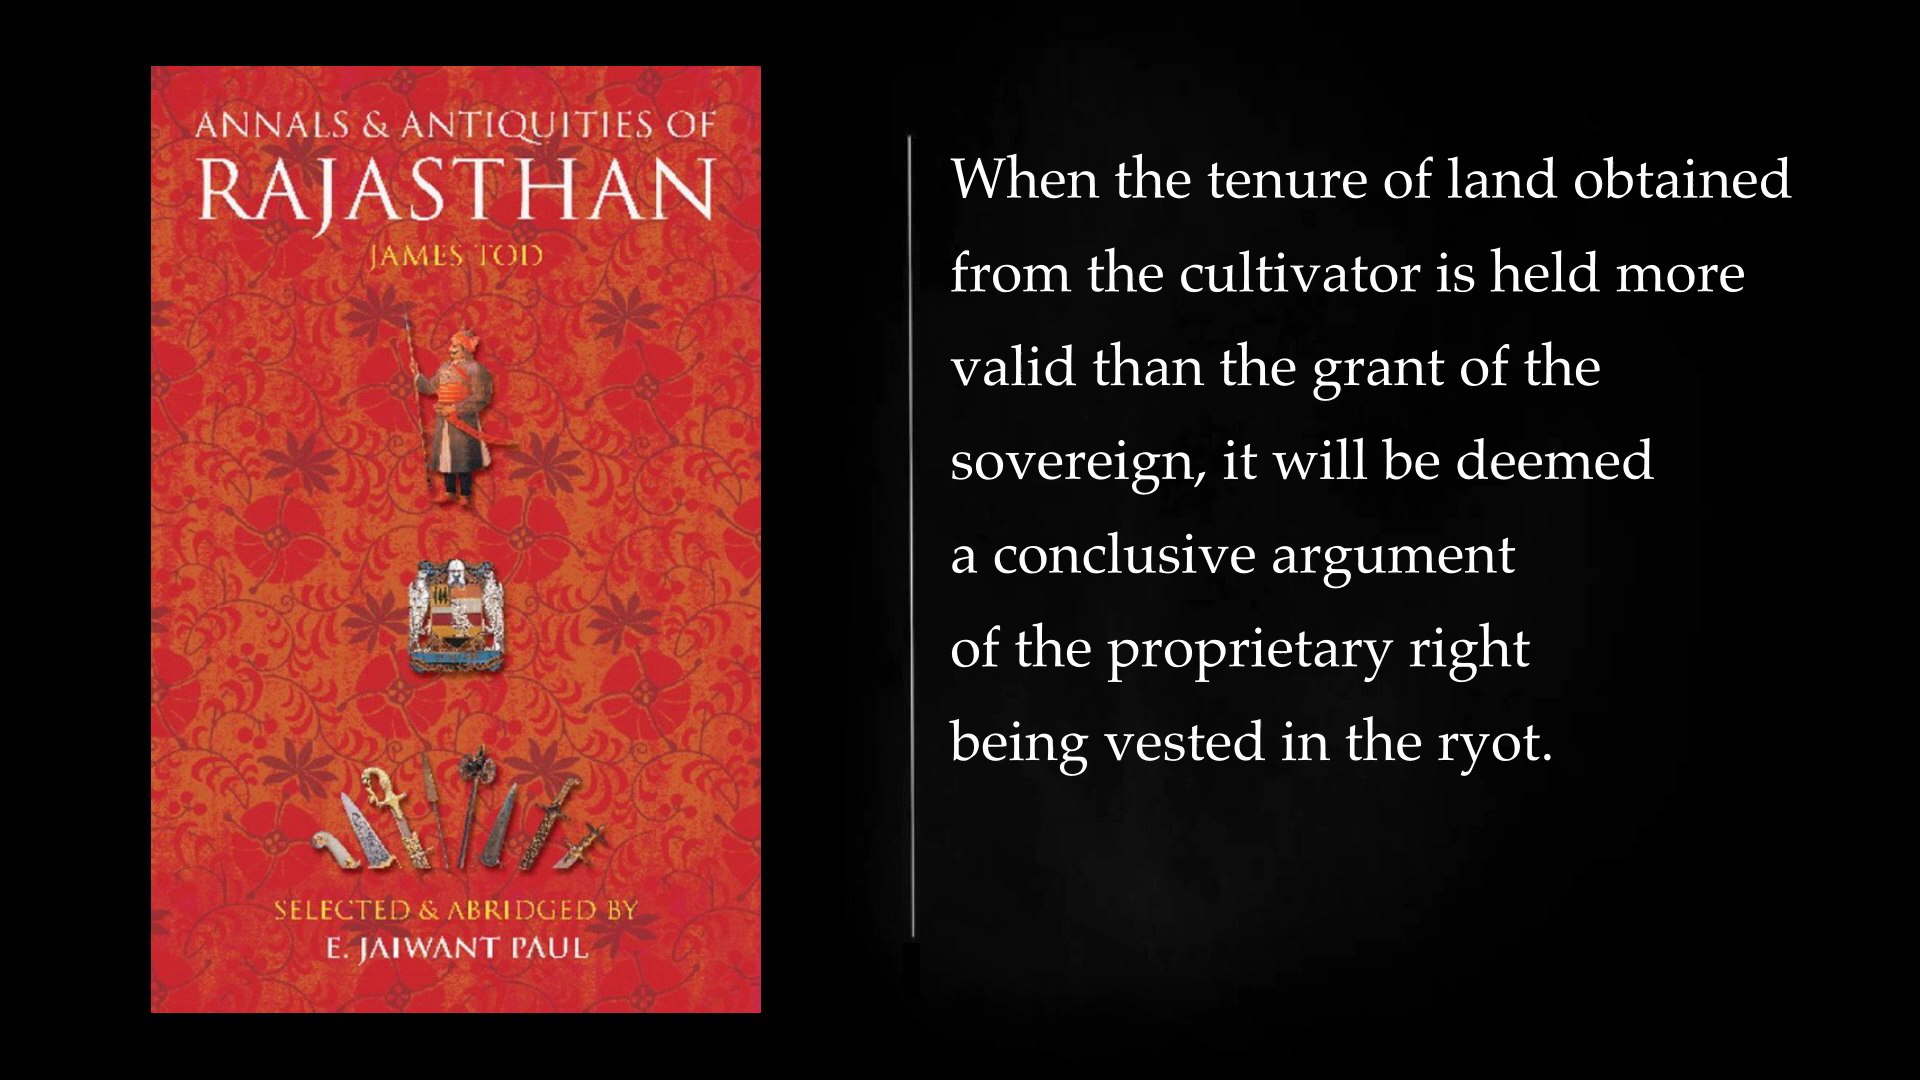 ANNALS & ANTIQUITIES OF
RAJASTHAN
JAMES TOD
SELECTED & ABRIDGED BY
E. JAIWANT PAUL
When the tenure of land obtained
from the cultivator is held more
valid than the grant of the
sovereign, it will be deemed
a conclusive argument
of the proprietary right
being vested in the ryot.